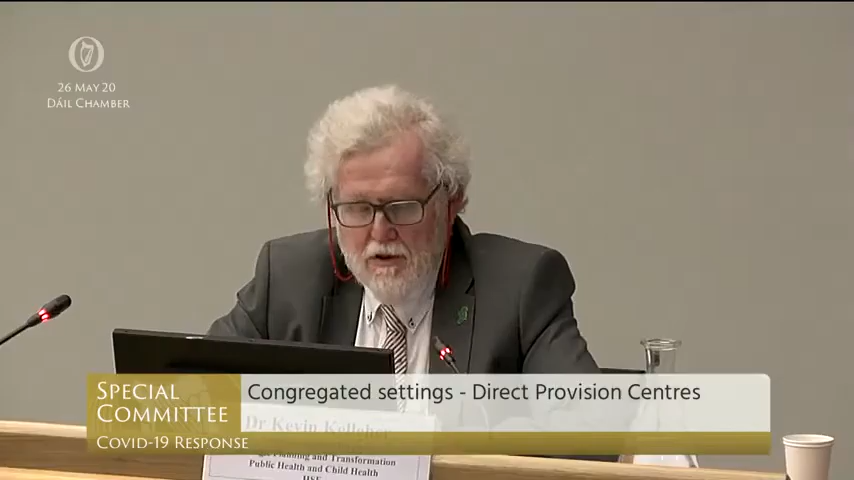 26 May 20
Dáil Chamber
Special
Committee
Covid-19 Response
Congregated settings - Direct Provision Centres
Dr Kevin Kelleher
Planning and Transformation
Public Health and Child Health
HSE